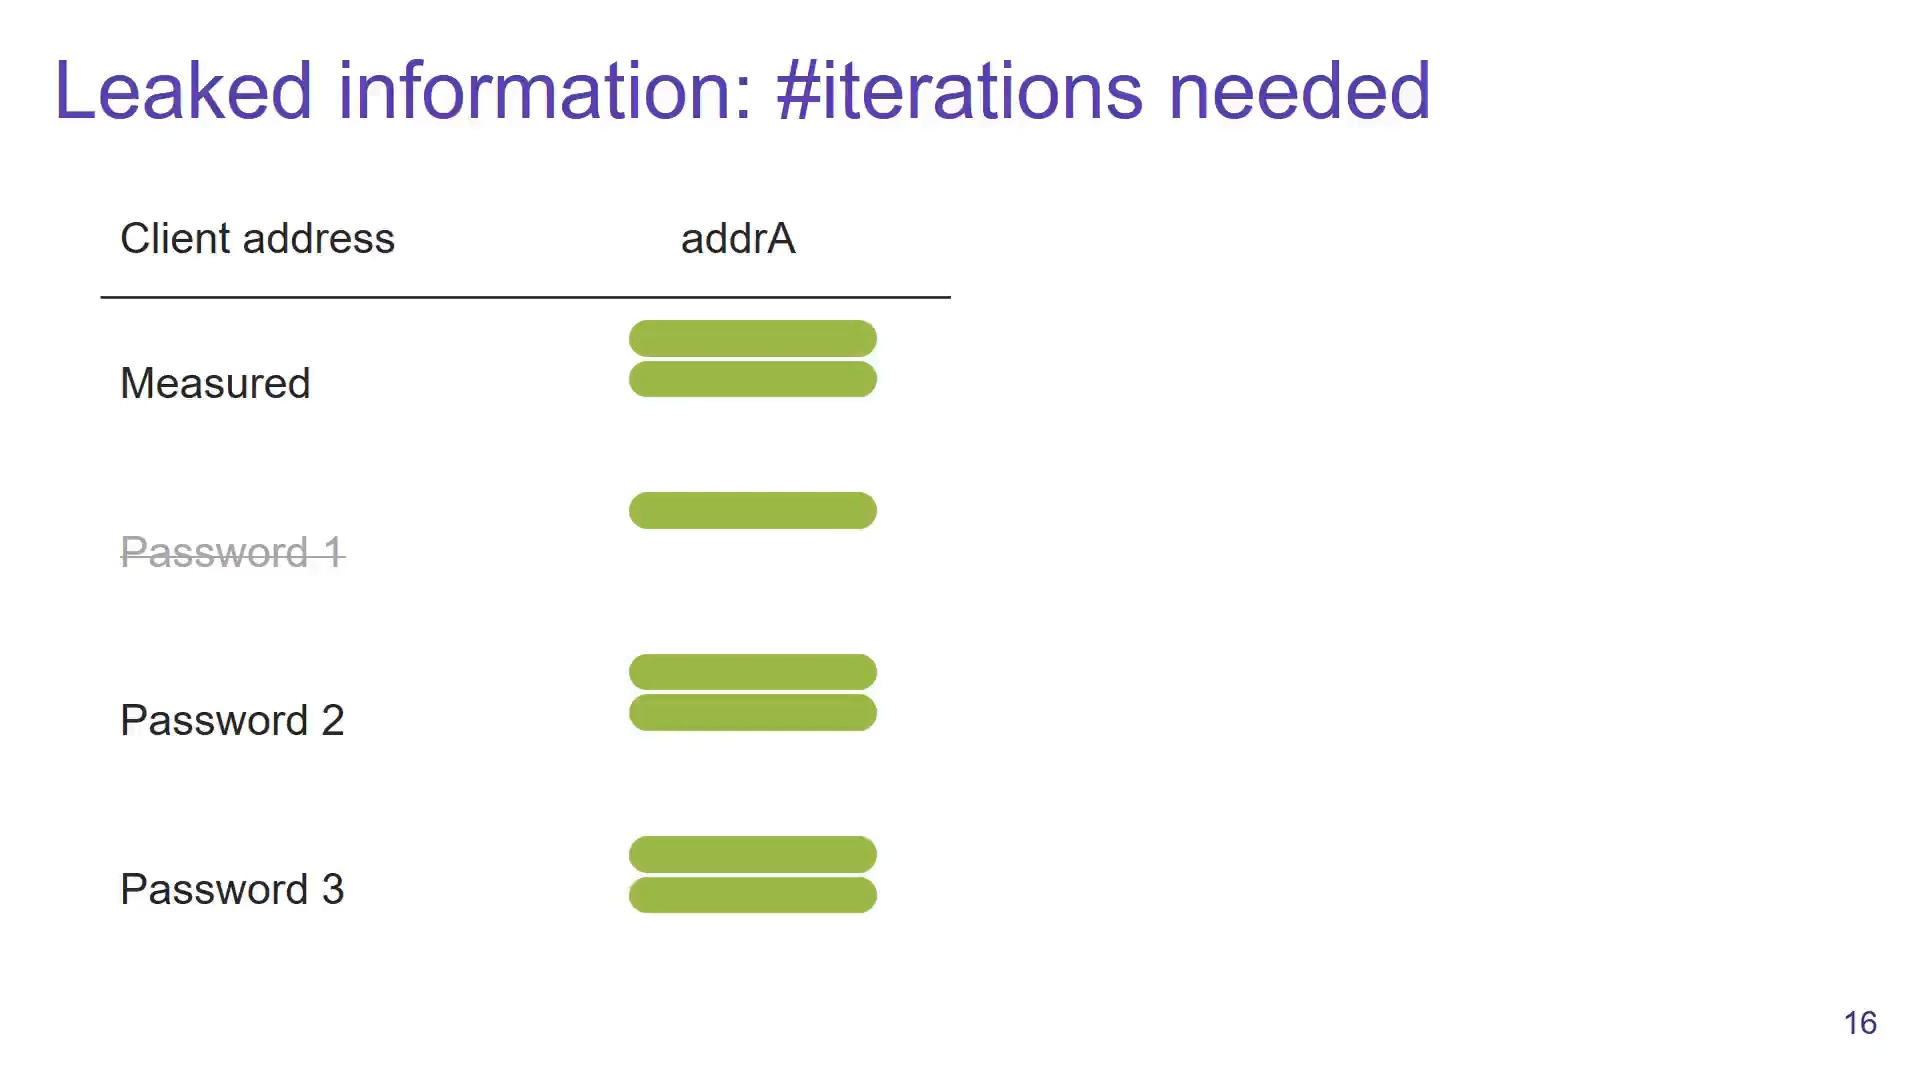 Leaked information: #iterations needed
Client address addrA
Measured
Password 1
Password 2
Password 3
16